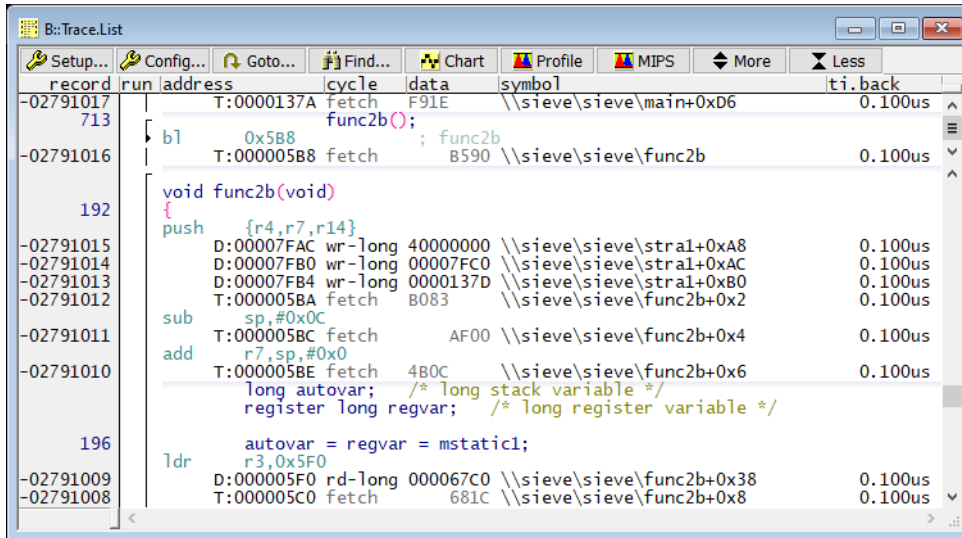 B::Trace.List
Setup... Config... Goto... Find... Chart Profile MIPS More Less
record run address cycle data symbol ti.back
-02791017 T:0000137A fetch F91E \\sieve\sieve\main+0xD6 0.100us
713 func2b();
bl 0x5B8 ; func2b
-02791016 T:000005B8 fetch B590 \\sieve\sieve\func2b 0.100us
void func2b(void)
192 {
push {r4,r7,r14}
-02791015 D:00007FAC wr-long 40000000 \\sieve\sieve\stra1+0xA8 0.100us
-02791014 D:00007FB0 wr-long 00007FC0 \\sieve\sieve\stra1+0xAC 0.100us
-02791013 D:00007FB4 wr-long 0000137D \\sieve\sieve\stra1+0xB0 0.100us
-02791012 T:000005BA fetch B083 \\sieve\sieve\func2b+0x2 0.100us
sub sp,#0x0C
-02791011 T:000005BC fetch AF00 \\sieve\sieve\func2b+0x4 0.100us
add r7,sp,#0x0
-02791010 T:000005BE fetch 4B0C \\sieve\sieve\func2b+0x6 0.100us
long autovar; /* long stack variable */
register long regvar; /* long register variable */
196 autovar = regvar = mstatic1;
ldr r3,0x5F0
-02791009 D:000005F0 rd-long 000067C0 \\sieve\sieve\func2b+0x38 0.100us
-02791008 T:000005C0 fetch 681C \\sieve\sieve\func2b+0x8 0.100us